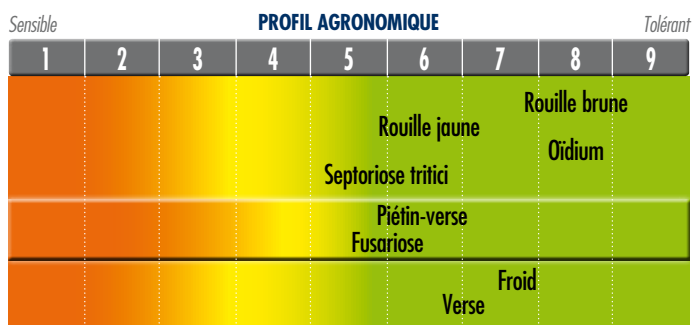 Sensible PROFIL AGRONOMIQUE Tolérant
1 2 3 4 5 6 7 8 9
Rouille brune
Rouille jaune
Oïdium
Septoriose tritici
Piétin-verse
Fusariose
Froid
Verse